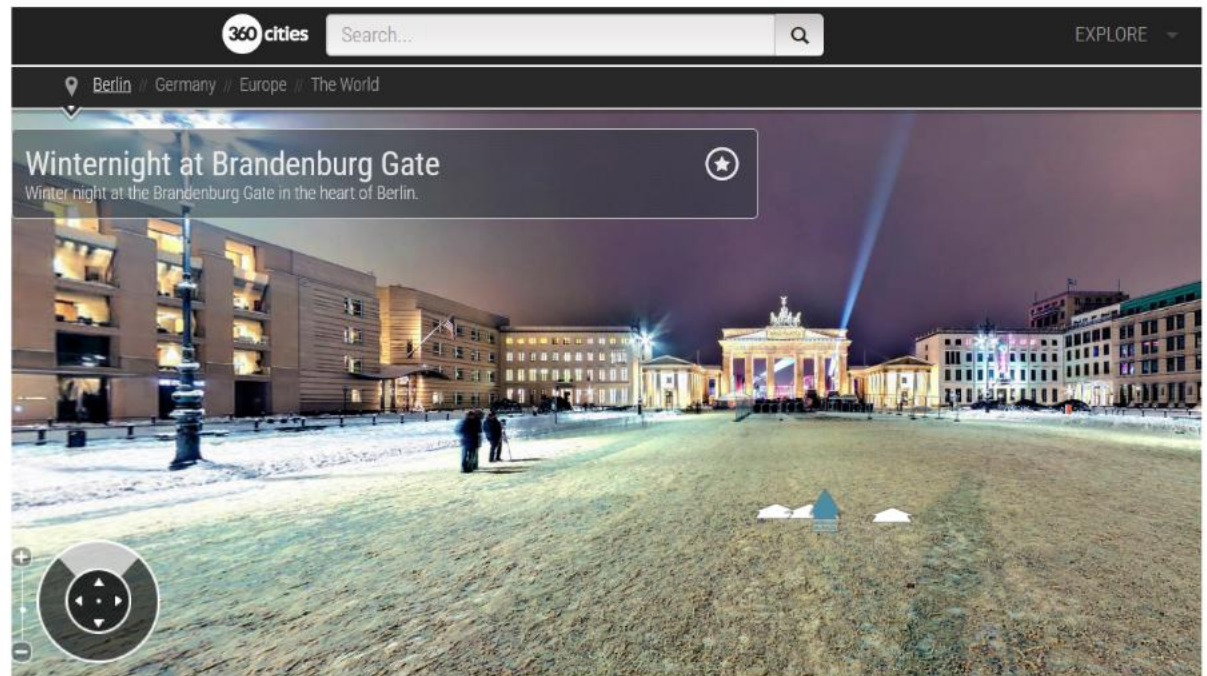 360 cities Search... EXPLORE
Berlin // Germany // Europe // The World
Winternight at Brandenburg Gate
Winter night at the Brandenburg Gate in the heart of Berlin.